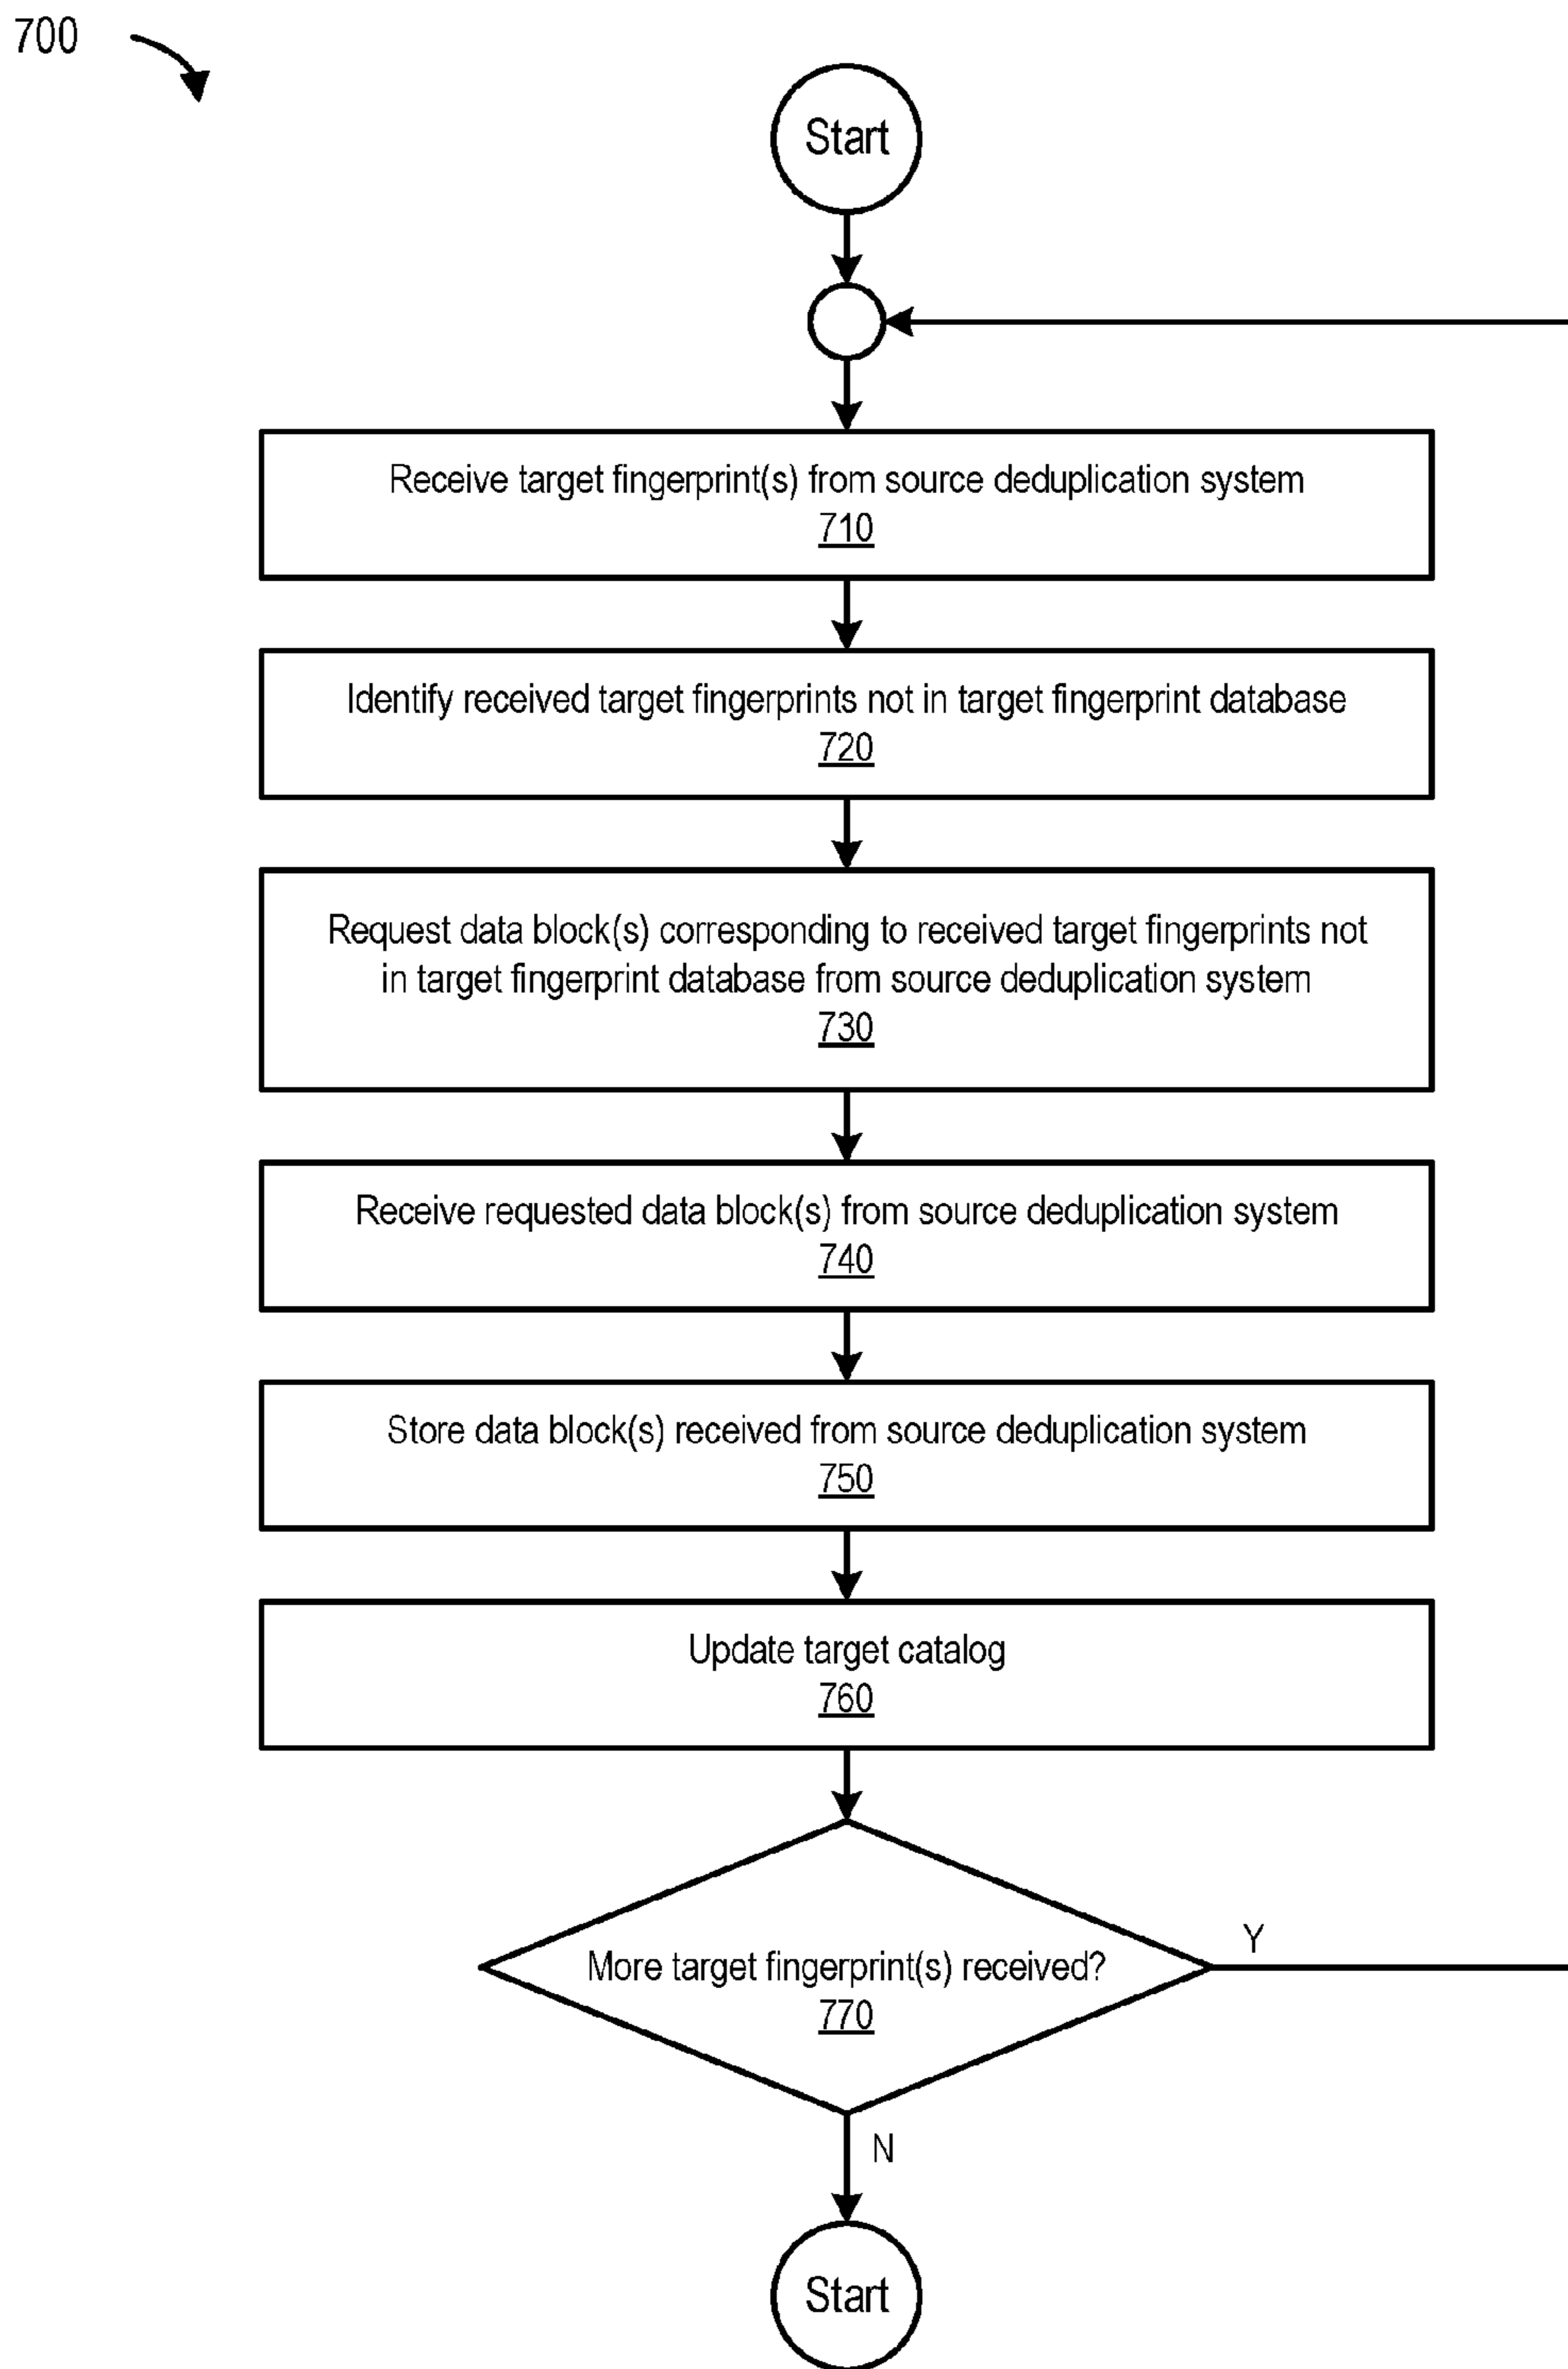 700
Start
Receive target fingerprint(s) from source deduplication system
710
Identify received target fingerprints not in target fingerprint database
720
Request data block(s) corresponding to received target fingerprints not
in target fingerprint database from source deduplication system
730
Receive requested data block(s) from source deduplication system
740
Store data block(s) received from source deduplication system
750
Update target catalog
760
Y
More target fingerprint(s) received?
770
N
Start